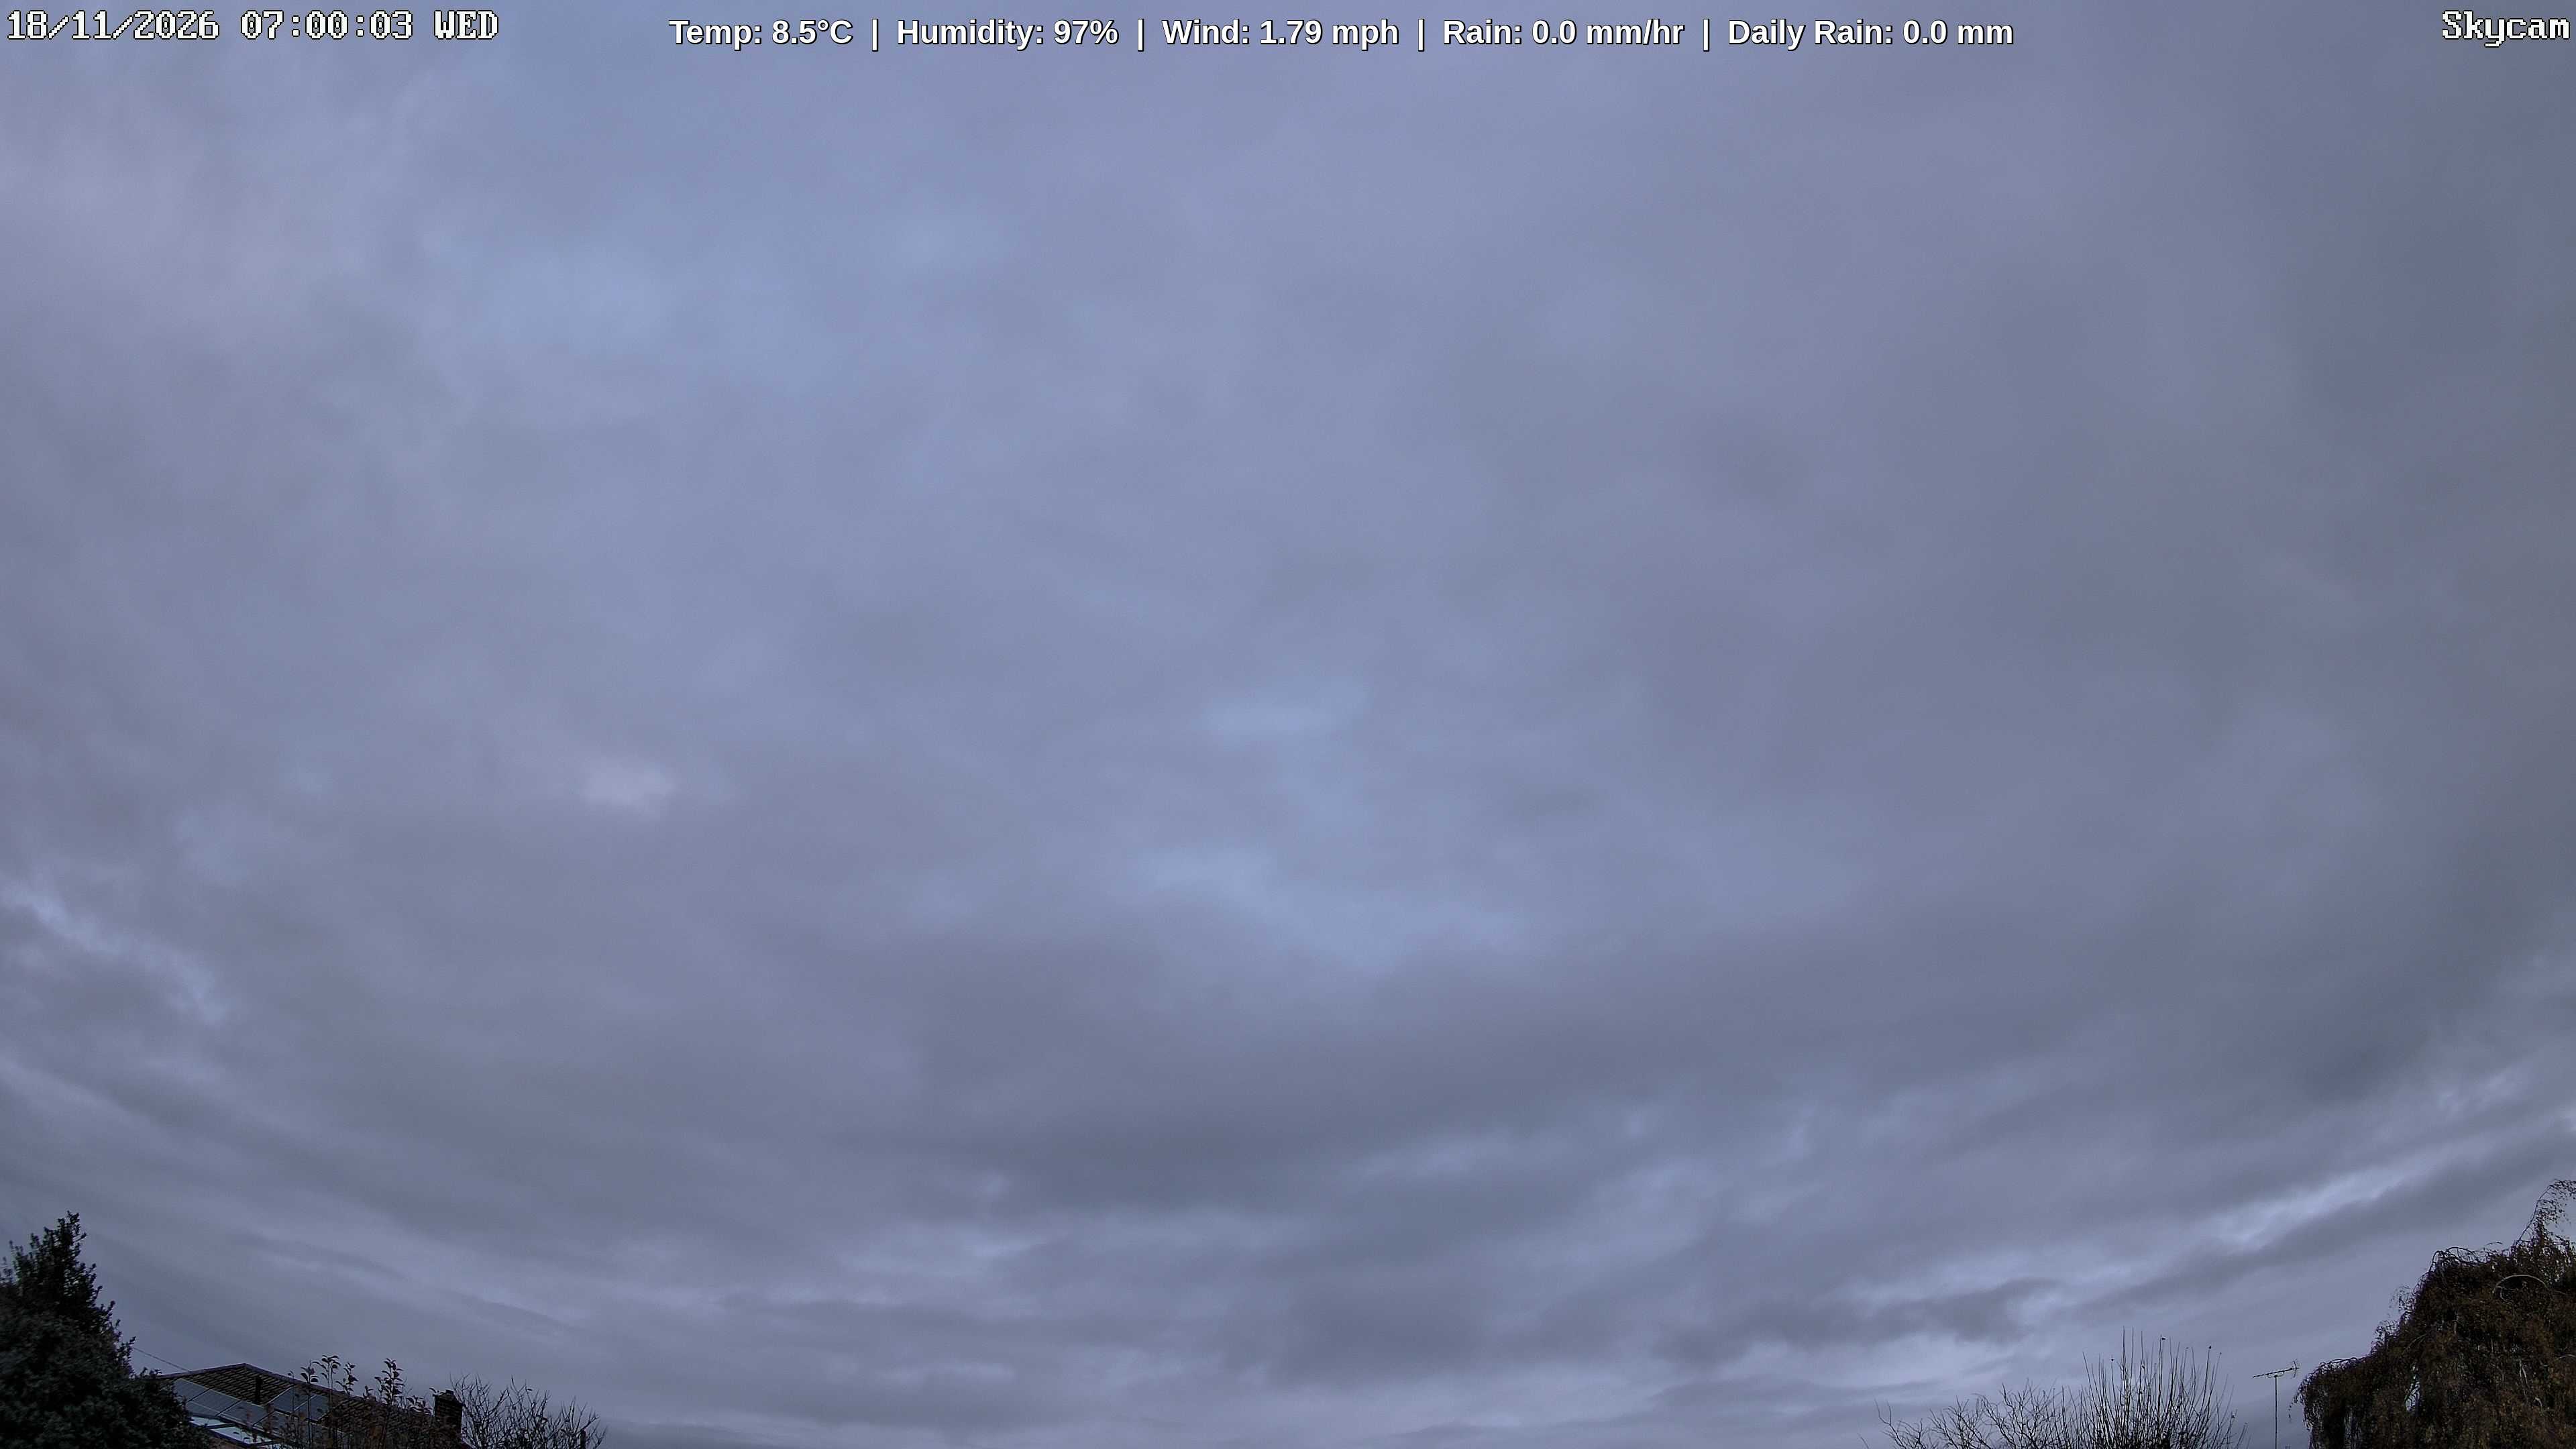 18/11/2026 07:00:03 WED
Temp: 8.5°C | Humidity: 97% | Wind: 1.79 mph | Rain: 0.0 mm/hr | Daily Rain: 0.0 mm
Skycam